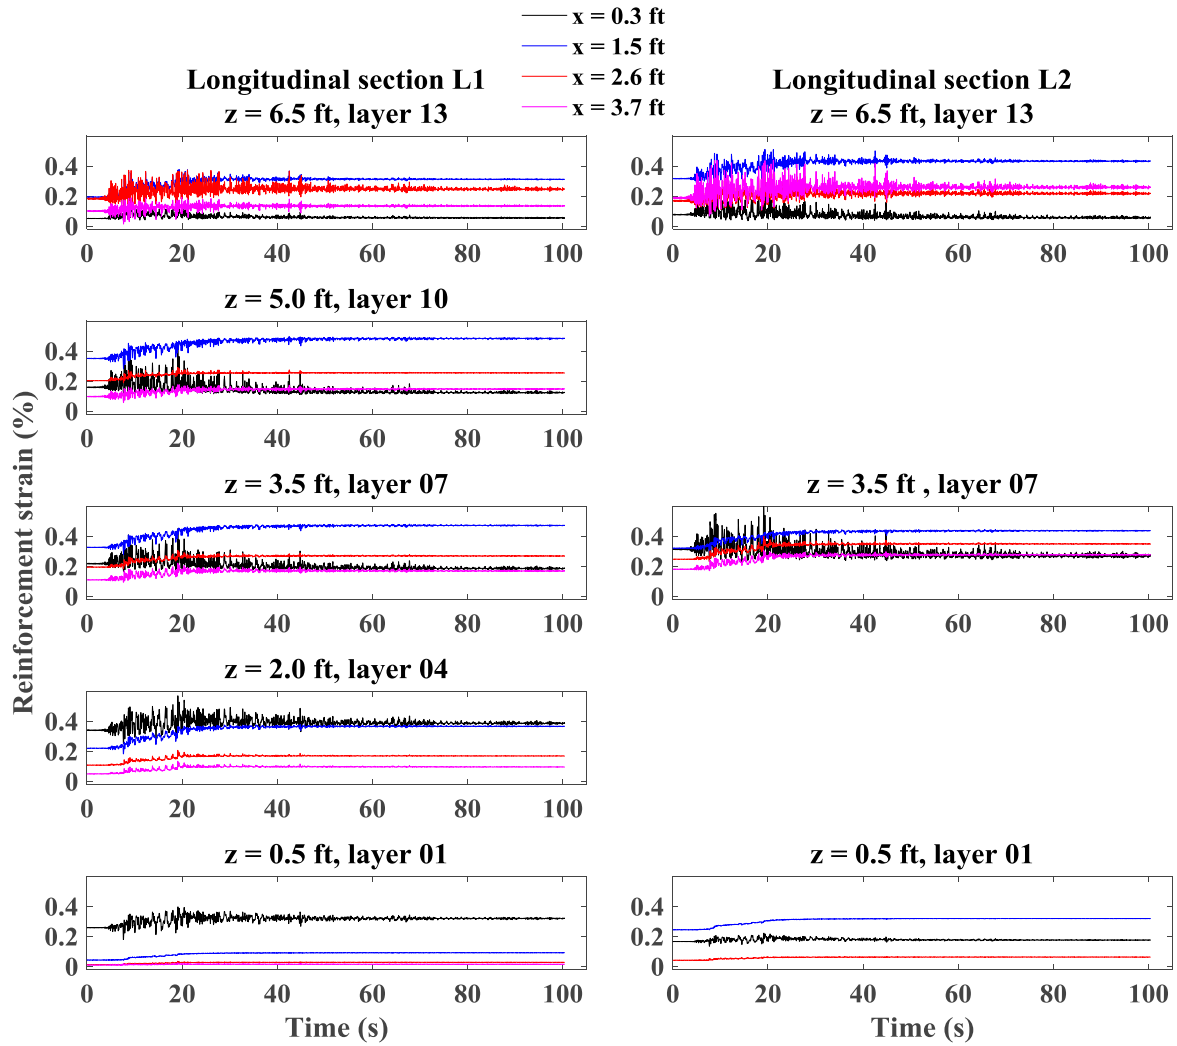 x = 0.3 ft
x = 1.5 ft
x = 2.6 ft
x = 3.7 ft
Longitudinal section L1
z = 6.5 ft, layer 13
0.4
0.2
0
0 20 40 60 80 100
Longitudinal section L2
z = 6.5 ft, layer 13
0.4
0.2
0
0 20 40 60 80 100
z = 5.0 ft, layer 10
0.4
0.2
0
0 20 40 60 80 100
Reinforcement strain (%)
z = 3.5 ft, layer 07
0.4
0.2
0
0 20 40 60 80 100
z = 3.5 ft , layer 07
0.4
0.2
0
0 20 40 60 80 100
z = 2.0 ft, layer 04
0.4
0.2
0
0 20 40 60 80 100
z = 0.5 ft, layer 01
0.4
0.2
0
0 20 40 60 80 100
Time (s)
z = 0.5 ft, layer 01
0.4
0.2
0
0 20 40 60 80 100
Time (s)